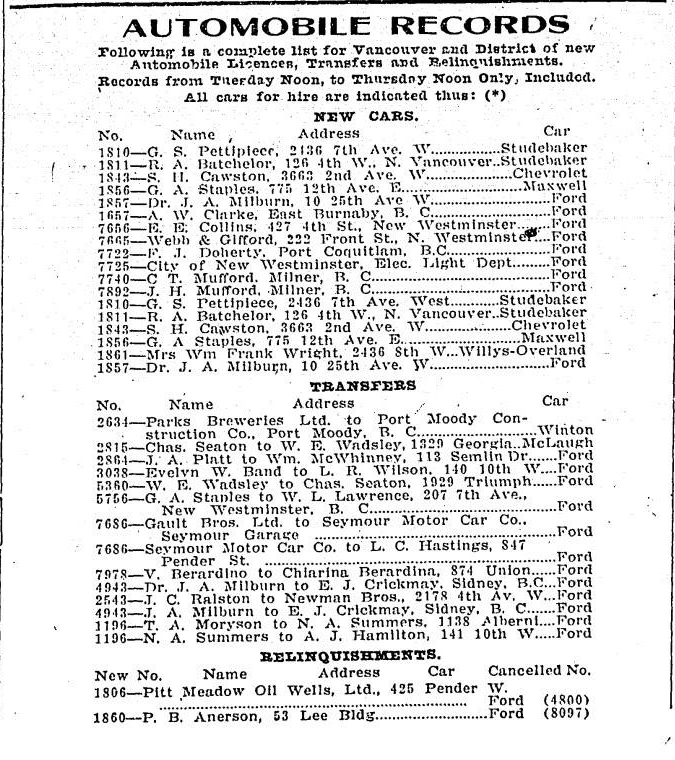 AUTOMOBILE RECORDS
Following is a complete list for Vancouver and District of new
Automobile Licences, Transfers and Relinquishments.
Records from Tuesday Noon, to Thursday Noon Only, Included.
All cars for hire are indicated thus: (*)
NEW CARS.
No. Name Address Car
1810—G. S. Pettipiece, 2436 7th Ave. W..............Studebaker
1811—R. A. Batchelor, 126 4th W., N. Vancouver..Studebaker
1843—S. H. Cawston, 3663 2nd Ave. W................Chevrolet
1856—G. A. Staples, 775 12th Ave. E....................Maxwell
1857—Dr. J. A. Milburn, 10 25th Ave W....................Ford
1657—A. W. Clarke, East Burnaby, B. C....................Ford
7656—E. E. Collins, 427 4th St., New Westminster......Ford
7665—Webb & Gifford, 222 Front St., N. Westminster...Ford
7722—F. J. Doherty, Port Coquitlam, B.C..................Ford
7725—City of New Westminster, Elec. Light Dept........Ford
7740—C T. Mufford, Milner, B. C.............................Ford
7892—J. H. Mufford, Milner, B. C............................Ford
1810—G. S. Pettipiece, 2436 7th Ave. West...........Studebaker
1811—R. A. Batchelor, 126 4th W., N. Vancouver..Studebaker
1843—S. H. Cawston, 3663 2nd Ave. W................Chevrolet
1856—G. A Staples, 775 12th Ave. E......................Maxwell
1861—Mrs Wm Frank Wright, 2436 8th W...Willys-Overland
1857—Dr. J. A. Milburn, 10 25th Ave. W....................Ford
TRANSFERS
No. Name Address Car
2634—Parks Breweries Ltd. to Port Moody Con-
struction Co., Port Moody, B. C......................Winton
2815—Chas. Seaton to W. E. Wadsley, 1329 Georgia..McLaugh
2864—J. A. Platt to Wm. McWhinney, 113 Semlin Dr......Ford
3038—Evelyn W. Band to L. R. Wilson, 140 10th W....Ford
5360—W. E. Wadsley to Chas. Seaton, 1929 Triumph.....Ford
5756—G. A. Staples to W. L. Lawrence, 207 7th Ave.,
New Westminster, B. C................................Ford
7686—Gault Bros. Ltd. to Seymour Motor Car Co.,
Seymour Garage ........................................Ford
7686—Seymour Motor Car Co. to L. C. Hastings, 847
Pender St. ...............................................Ford
7978—V. Berardino to Chiarina Berardina, 874 Union.....Ford
4943—Dr. J. A. Milburn to E. J. Crickmay, Sidney, B.C...Ford
2543—J. C. Ralston to Newman Bros., 2178 4th Av, W...Ford
4943—J. A. Milburn to E. J. Crickmay, Sidney, B. C ......Ford
1196—T. A. Moryson to N. A. Summers, 1138 Alberni....Ford
1196—N. A. Summers to A. J. Hamilton, 141 10th W.....Ford
RELINQUISHMENTS.
New No. Name Address Car Cancelled No.
1806—Pitt Meadow Oil Wells, Ltd., 425 Pender W.
.................................................... Ford (4800)
1860—P. B. Anerson, 53 Lee Bldg........................Ford (8097)